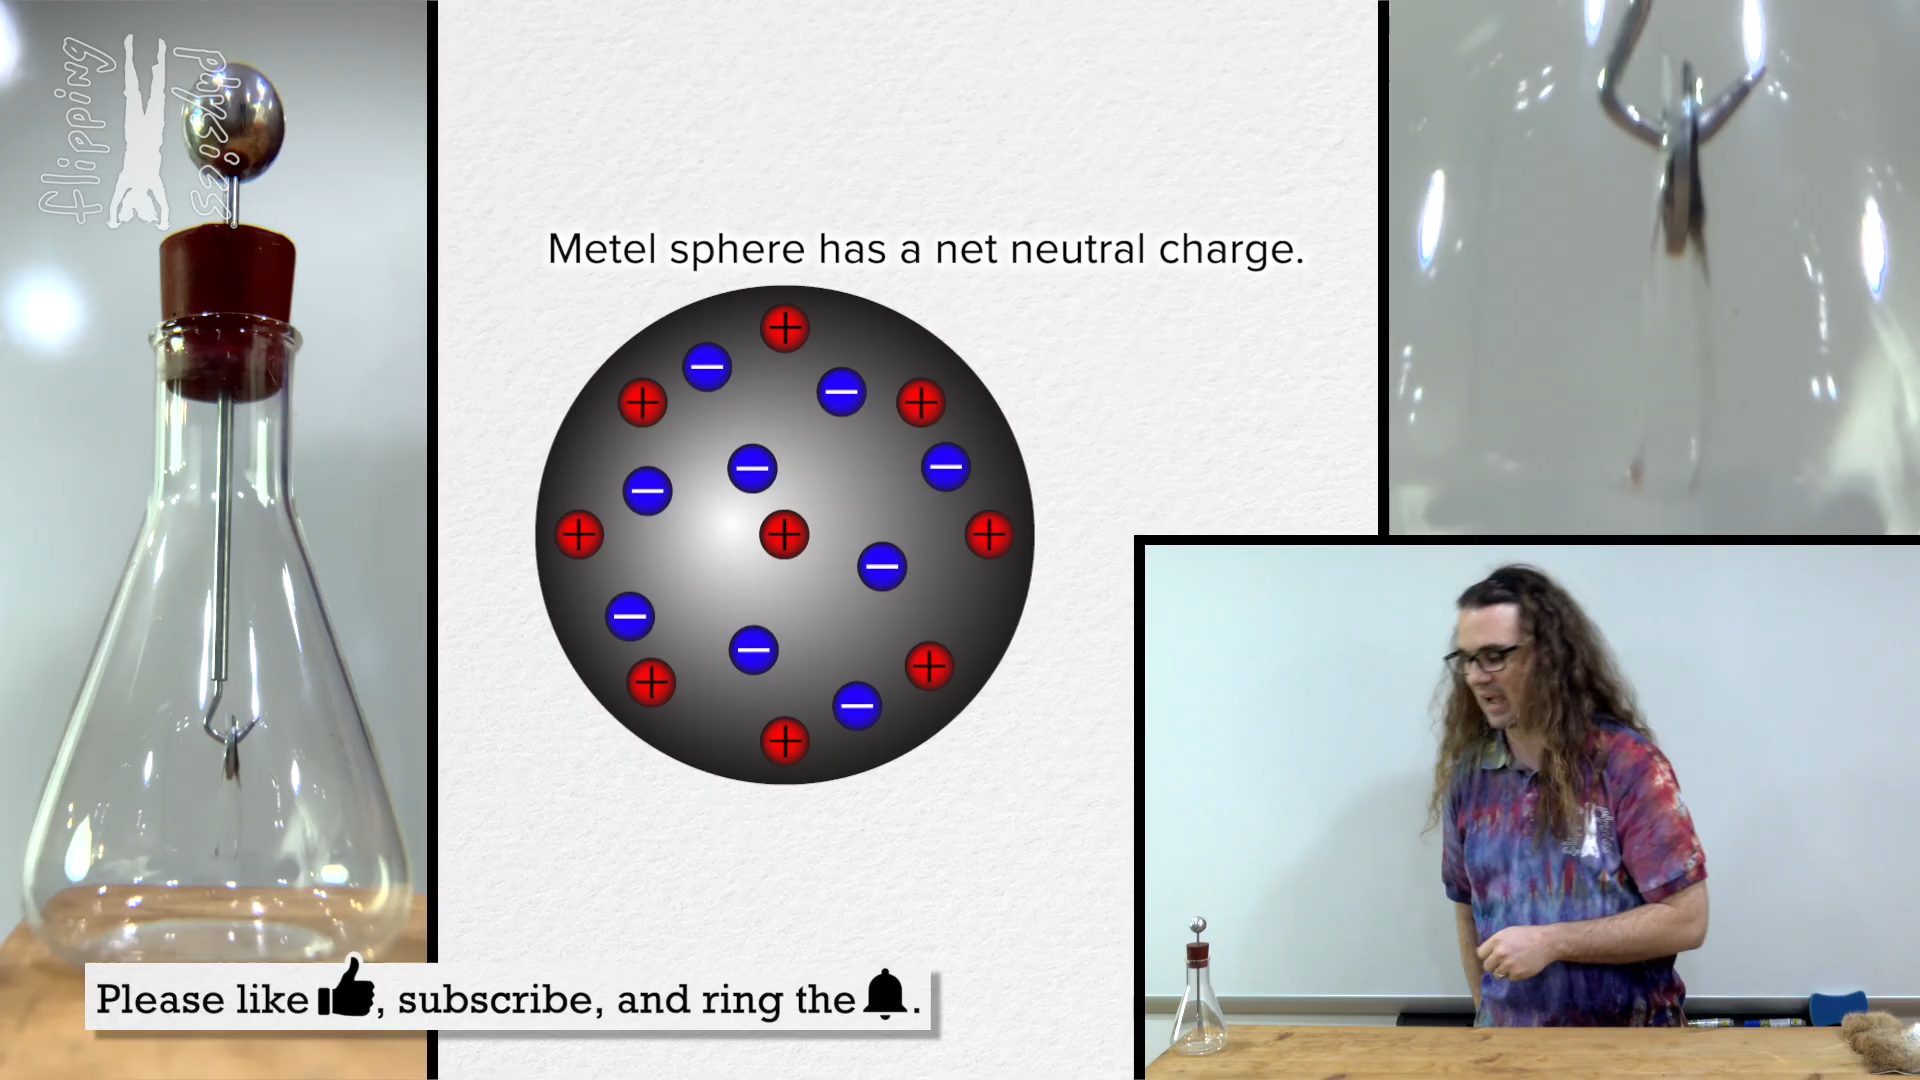 flipping
physics
Metel sphere has a net neutral charge.
Please like, subscribe, and ring the.